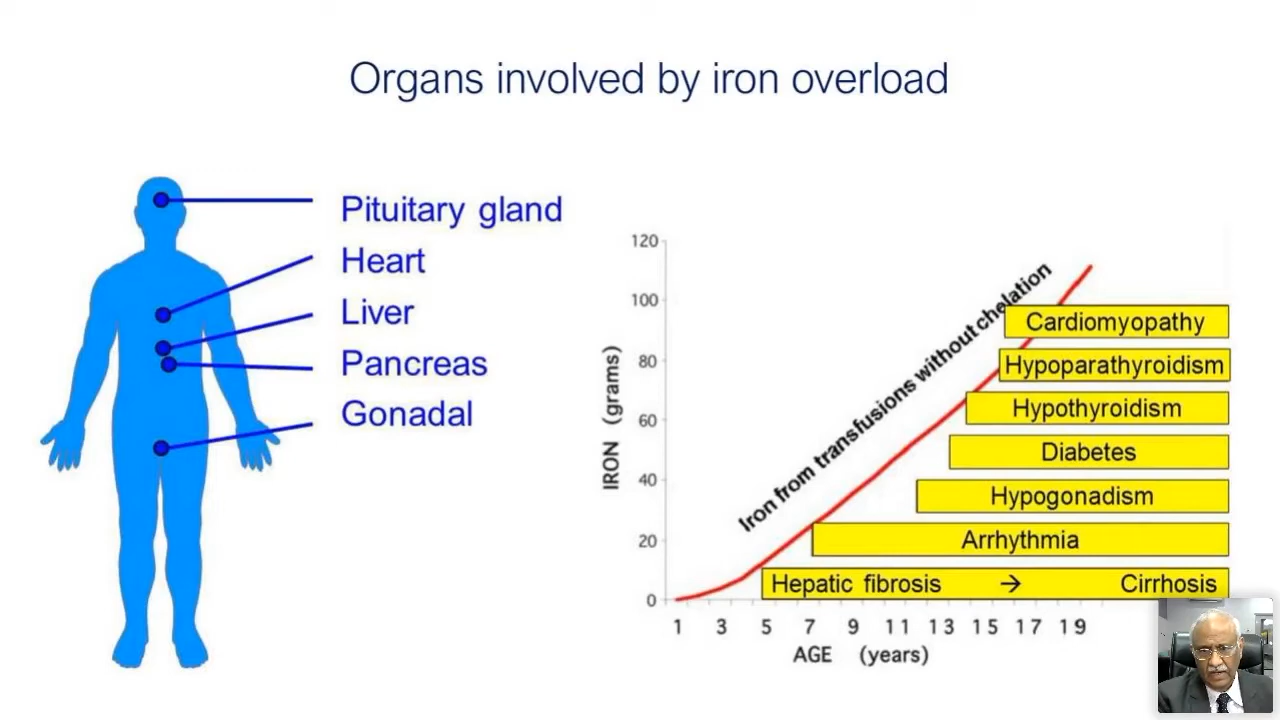 Organs involved by iron overload
Pituitary gland
Heart
Liver
Pancreas
Gonadal
120
100
80
60
40
20
0
IRON (grams)
Iron from transfusions without chelation
Cardiomyopathy
Hypoparathyroidism
Hypothyroidism
Diabetes
Hypogonadism
Arrhythmia
Hepatic fibrosis → Cirrhosis
1 3 5 7 9 11 13 15 17 19
AGE (years)